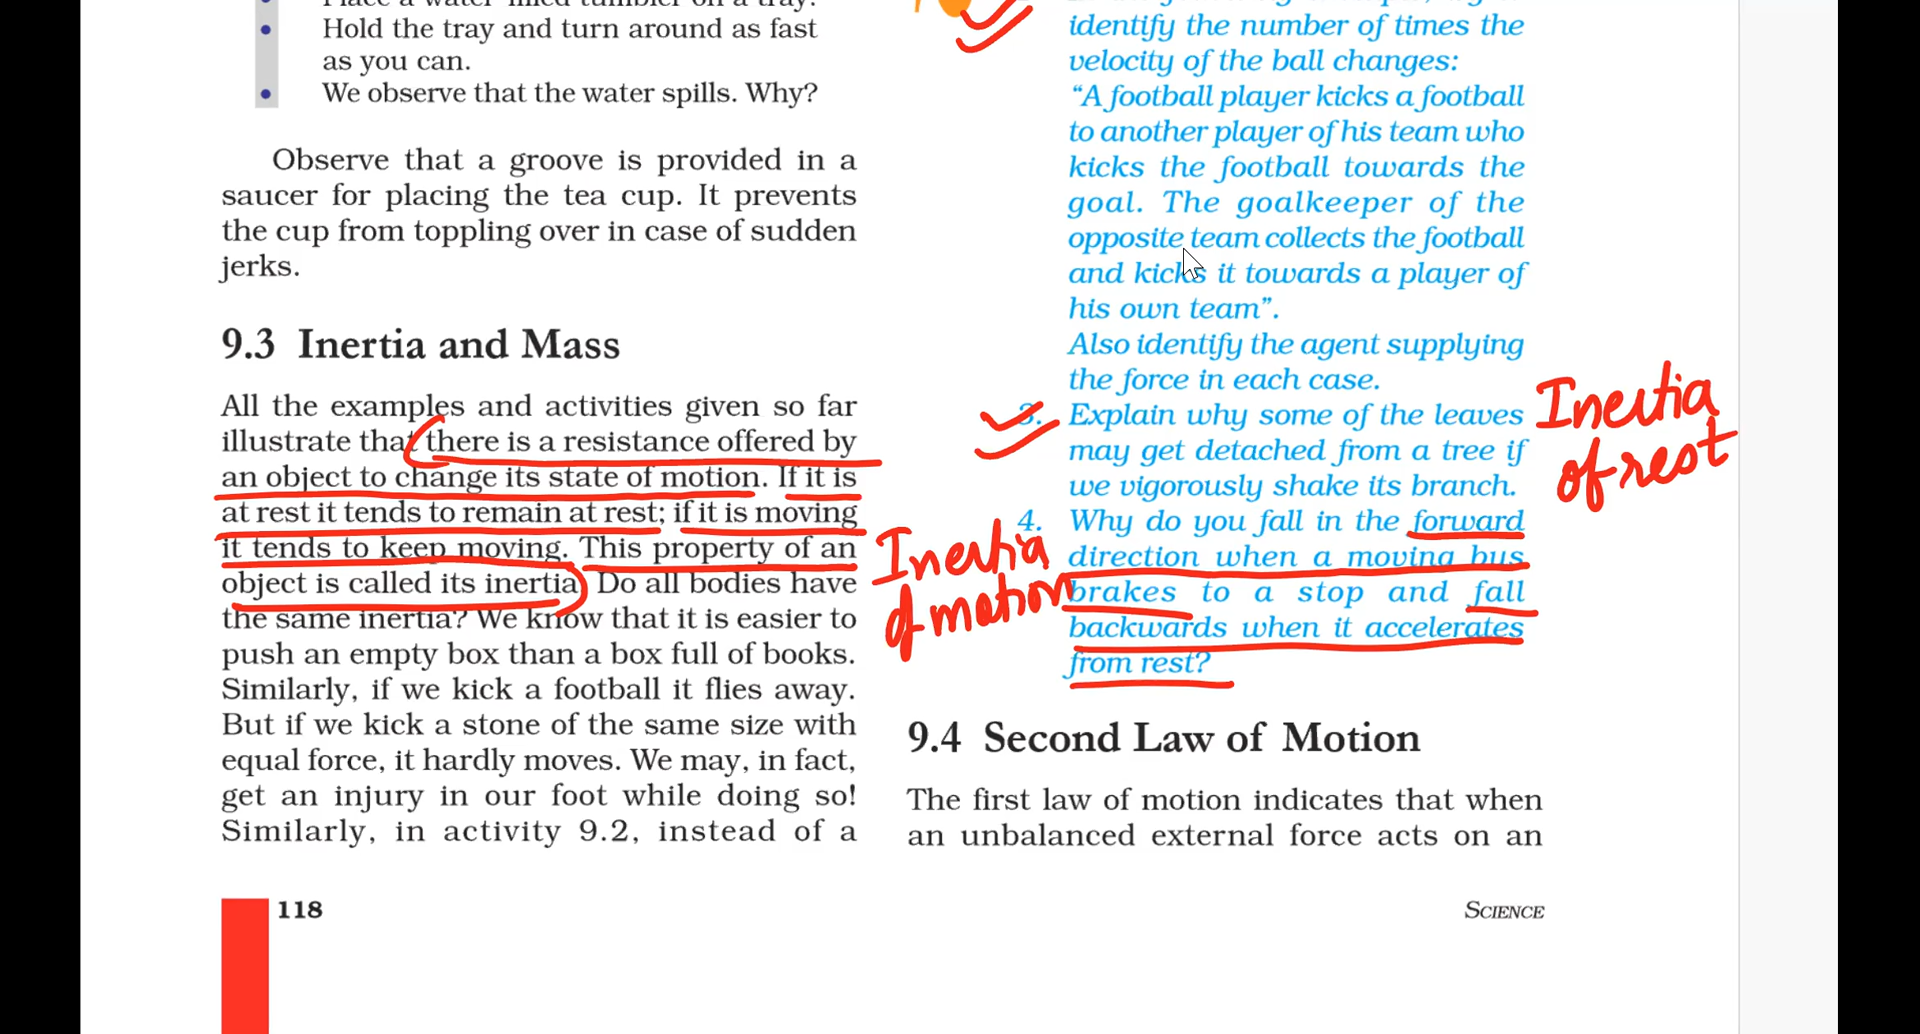 Hold the tray and turn around as fast
as you can.
We observe that the water spills. Why?
Observe that a groove is provided in a
saucer for placing the tea cup. It prevents
the cup from toppling over in case of sudden
jerks.
9.3 Inertia and Mass
All the examples and activities given so far
illustrate that there is a resistance offered by
an object to change its state of motion. If it is
at rest it tends to remain at rest; if it is moving
it tends to keep moving. This property of an
object is called its inertia. Do all bodies have
the same inertia? We know that it is easier to
push an empty box than a box full of books.
Similarly, if we kick a football it flies away.
But if we kick a stone of the same size with
equal force, it hardly moves. We may, in fact,
get an injury in our foot while doing so!
Similarly, in activity 9.2, instead of a
identify the number of times the
velocity of the ball changes:
“A football player kicks a football
to another player of his team who
kicks the football towards the
goal. The goalkeeper of the
opposite team collects the football
and kicks it towards a player of
his own team”.
Also identify the agent supplying
the force in each case.
3. Explain why some of the leaves
may get detached from a tree if
we vigorously shake its branch.
Inertia
of rest
4. Why do you fall in the forward
direction when a moving bus
brakes to a stop and fall
backwards when it accelerates
from rest?
Inertia
of motion
9.4 Second Law of Motion
The first law of motion indicates that when
an unbalanced external force acts on an
118
SCIENCE